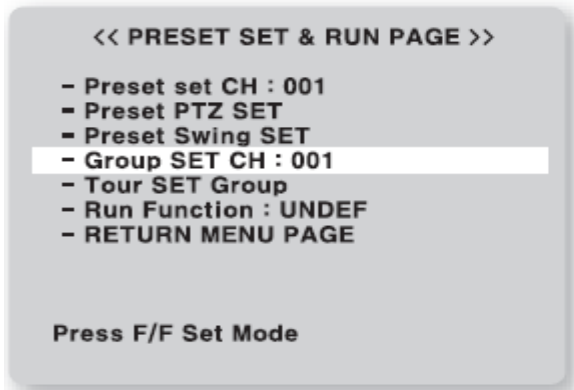 << PRESET SET & RUN PAGE >>
- Preset set CH : 001
- Preset PTZ SET
- Preset Swing SET
- Group SET CH : 001
- Tour SET Group
- Run Function : UNDEF
- RETURN MENU PAGE
Press F/F Set Mode